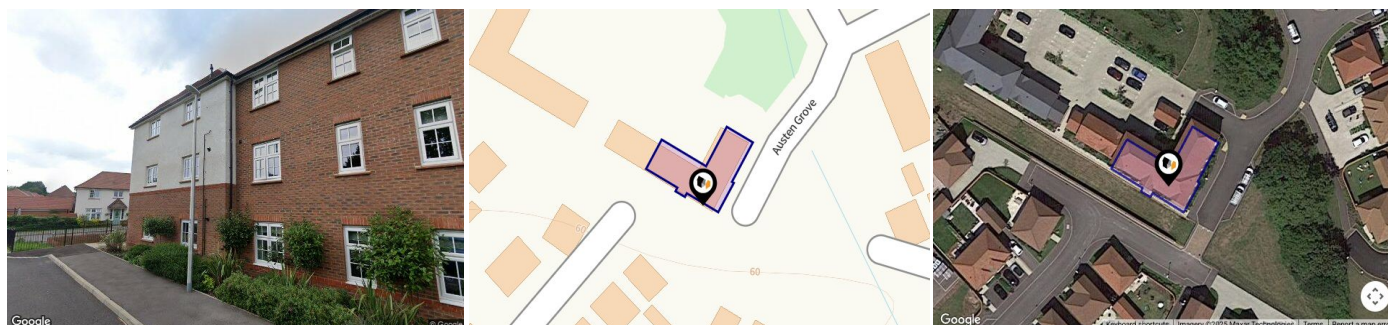 Google
© Google
Austen Grove
60
60
Google
Keyboard shortcuts
Imagery ©2025 Maxar Technologies
Terms
Report a map error